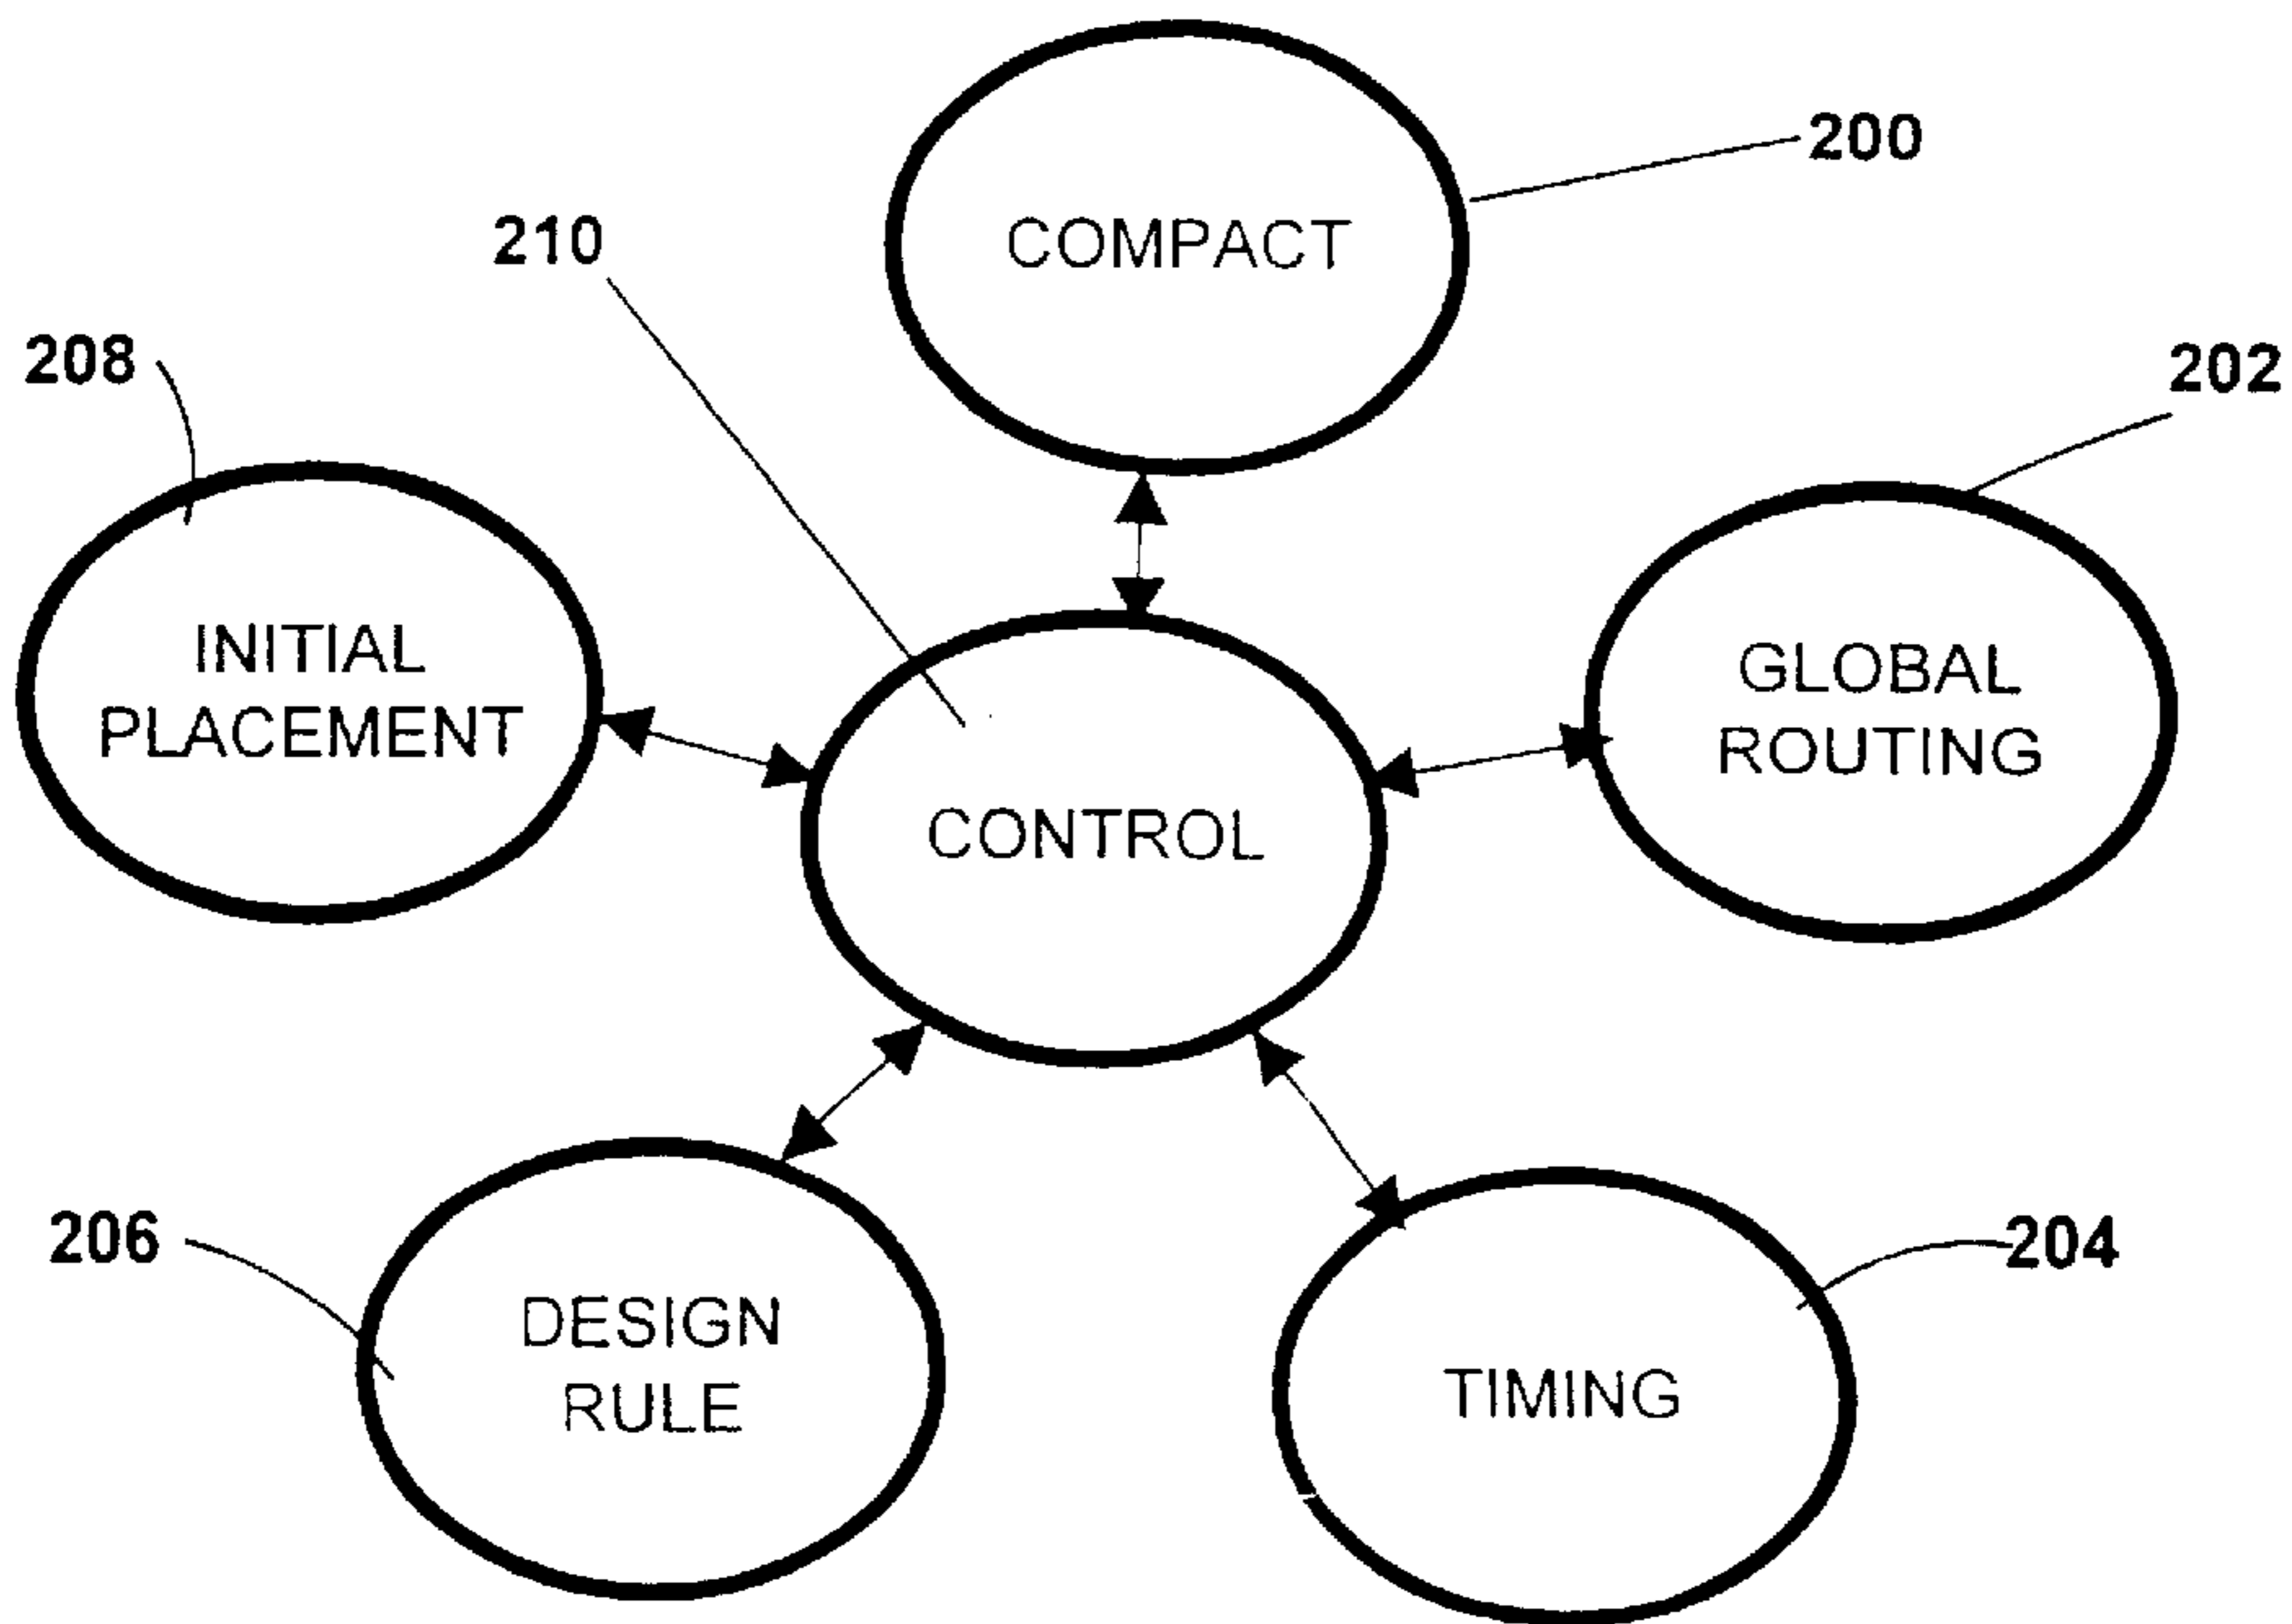 200
COMPACT
210
208
202
INITIAL
PLACEMENT
GLOBAL
ROUTING
CONTROL
206
204
DESIGN
RULE
TIMING